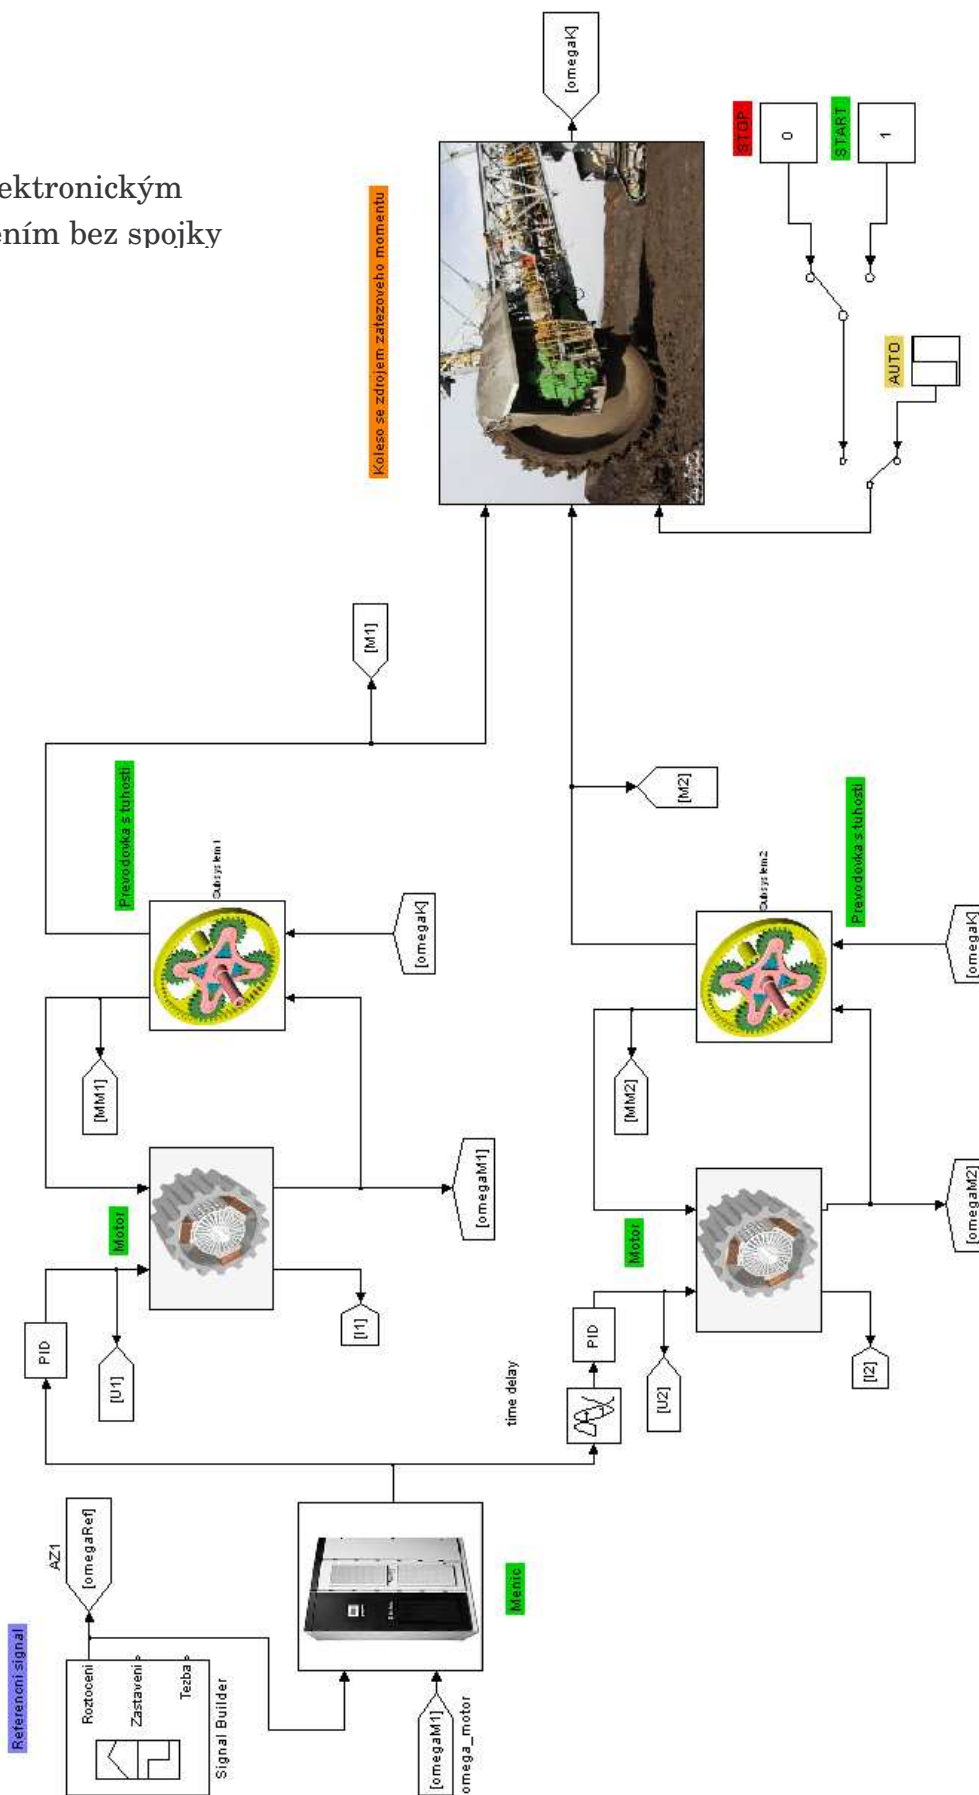 ektronickým
ením bez spojky
Referencni signal
Roztoceni
Zastaveni
Tezba
Signal Builder
AZ1
[omegaRef]
[omegaM1]
omega_motor
Menic
PID
[U1]
Motor
[I1]
[omegaM1]
[MM1]
Prevodovka s tuhosti
Subsystem1
[omegaK]
[M1]
time delay
PID
[U2]
Motor
[I2]
[omegaM2]
[MM2]
Subsystem2
Prevodovka s tuhosti
[omegaK]
[M2]
Koleso se zdrojem zatezoveho momentu
[omegaK]
STOP
0
START
1
AUTO